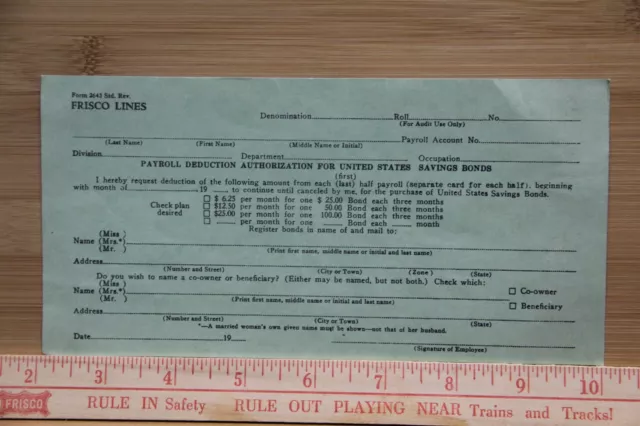 Form 2643 Std. Rev.
FRISCO LINES
Denomination Roll No.
(For Audit Use Only)
Payroll Account No.
(Last Name) (First Name) (Middle Name or Initial)
Division Department Occupation
PAYROLL DEDUCTION AUTHORIZATION FOR UNITED STATES SAVINGS BONDS
(first)
I hereby request deduction of the following amount from each (last) half payroll (separate card for each half), beginning
with month of 19 to continue until canceled by me, for the purchase of United States Savings Bonds.
$ 6.25 per month for one $ 25.00 Bond each three months
Check plan $12.50 per month for one 50.00 Bond each three months
desired $25.00 per month for one 100.00 Bond each three months
per month for one Bond each month
Register bonds in name of and mail to:
(Miss )
Name (Mrs.*)
(Mr. ) (Print first name, middle name or initial and last name)
Address
(Number and Street) (City or Town) (Zone) (State)
Do you wish to name a co-owner or beneficiary? (Either may be named, but not both.) Check which:
(Miss )
Name (Mrs.*) Co-owner
(Mr. ) (Print first name, middle name or initial and last name) Beneficiary
Address
(Number and Street) (City or Town) (State)
*—A married woman's own given name must be shown—not that of her husband.
Date 19
(Signature of Employee)
2 3 4 5 6 7 8 9 10
FRISCO RULE IN Safety RULE OUT PLAYING NEAR Trains and Tracks!